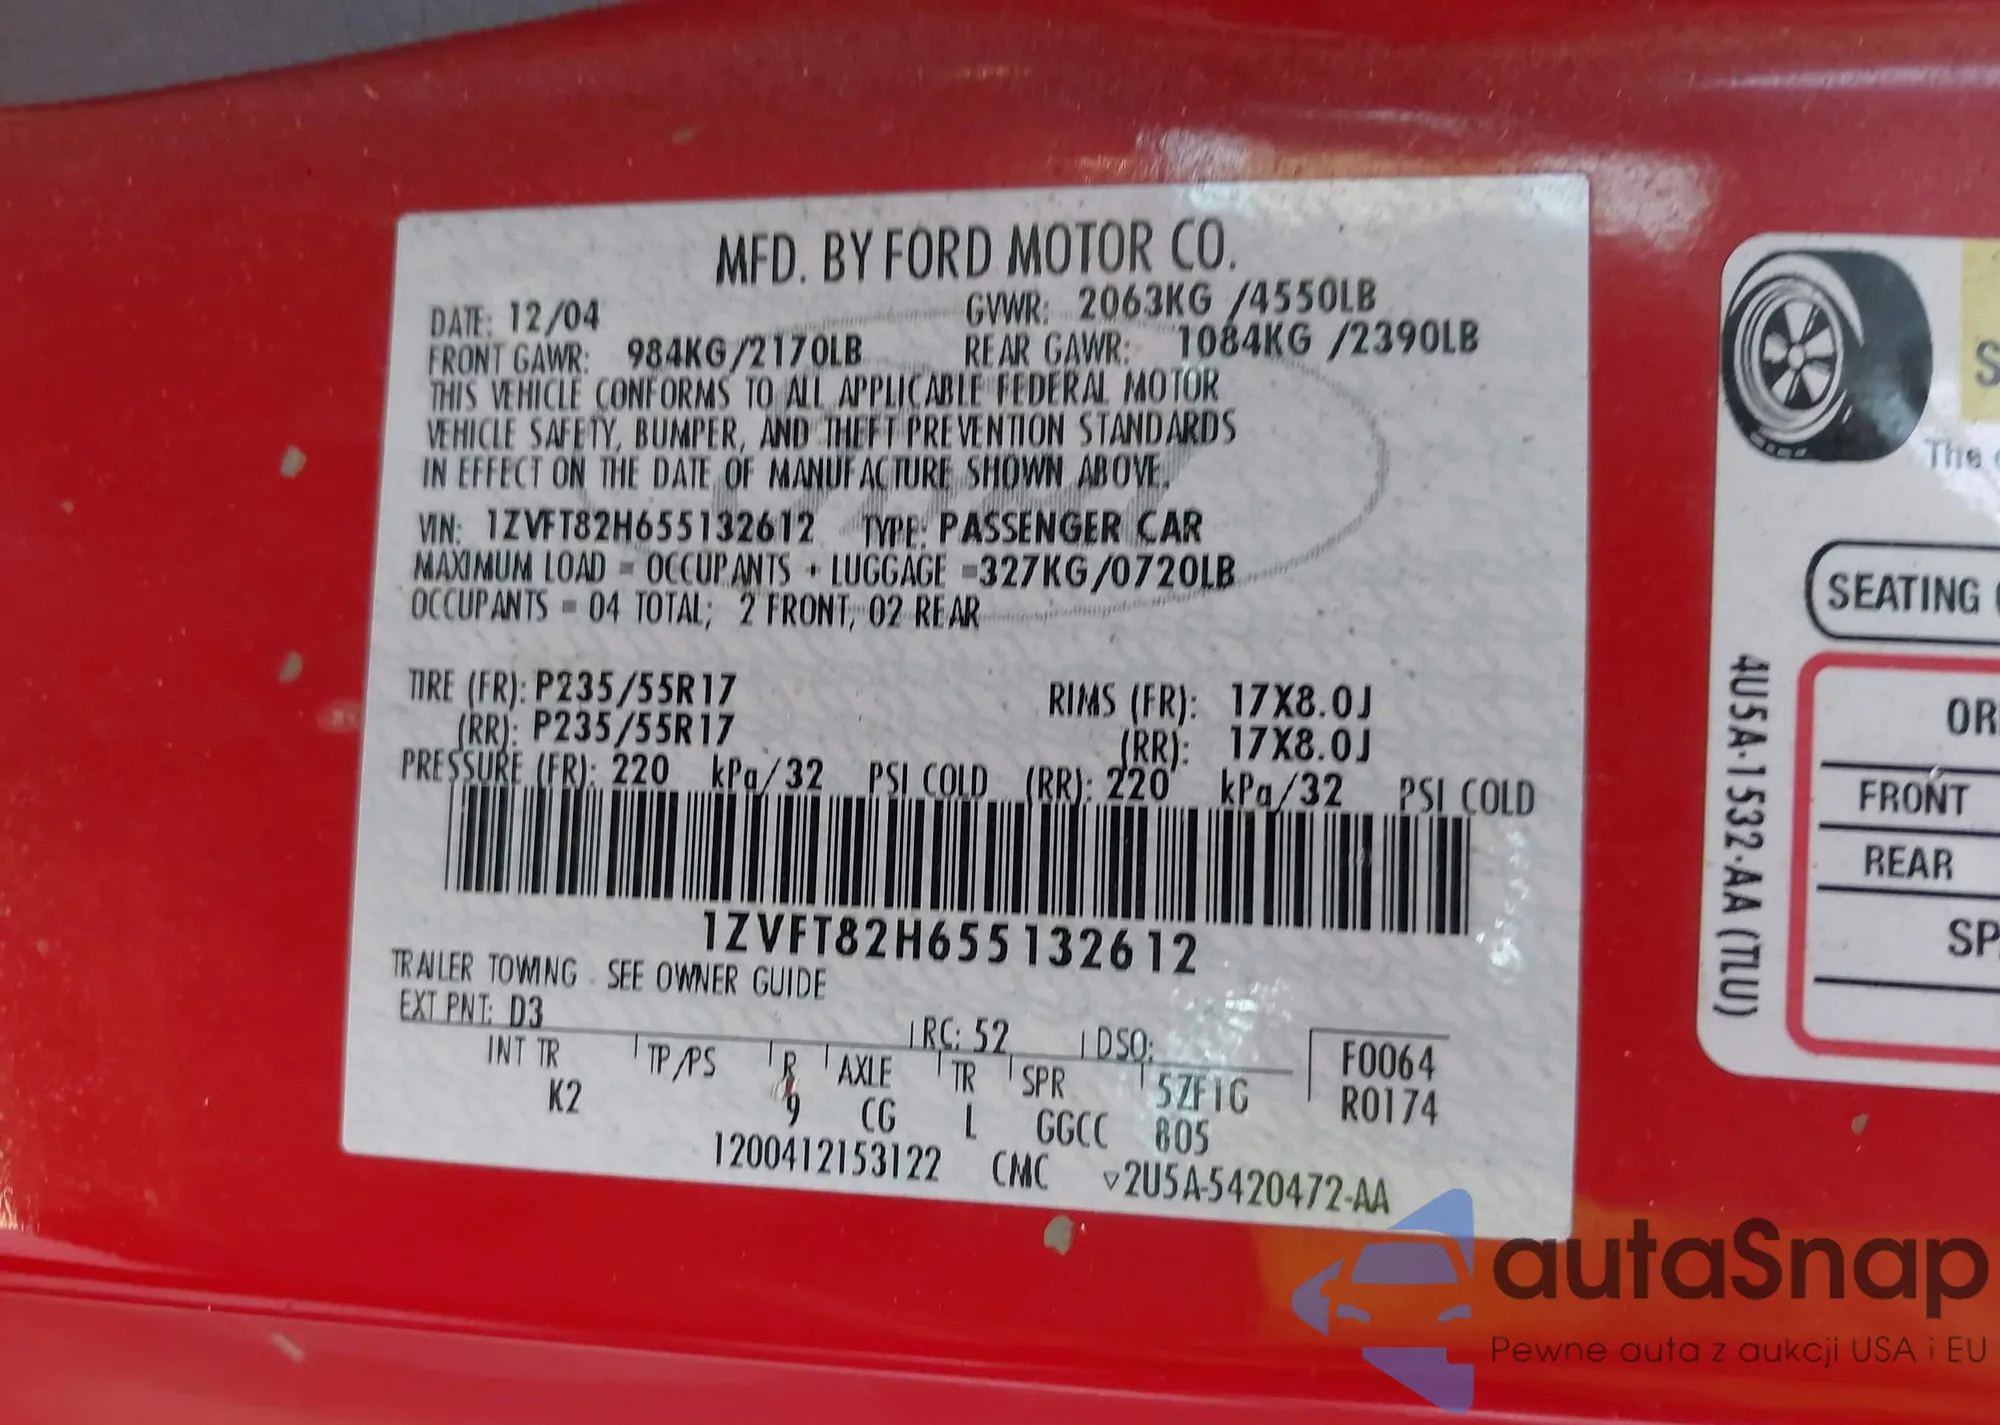 MFD. BY FORD MOTOR CO.
DATE: 12/04 GVWR: 2063KG /4550LB
FRONT GAWR: 984KG/2170LB REAR GAWR: 1084KG /2390LB
THIS VEHICLE CONFORMS TO ALL APPLICABLE FEDERAL MOTOR
VEHICLE SAFETY, BUMPER, AND THEFT PREVENTION STANDARDS
IN EFFECT ON THE DATE OF MANUFACTURE SHOWN ABOVE.
VIN: 1ZVFT82H655132612 TYPE: PASSENGER CAR
MAXIMUM LOAD = OCCUPANTS + LUGGAGE =327KG/0720LB
OCCUPANTS = 04 TOTAL; 2 FRONT, 02 REAR
TIRE (FR): P235/55R17 RIMS (FR): 17X8.0J
(RR): P235/55R17 (RR): 17X8.0J
PRESSURE (FR): 220 kPa/32 PSI COLD (RR): 220 kPa/32 PSI COLD
1ZVFT82H655132612
TRAILER TOWING - SEE OWNER GUIDE
EXT PNT: D3 RC: 52 DSO:
INT TR TP/PS R AXLE TR SPR 5ZF1G F0064
K2 9 CG L GGCC 805 R0174
1200412153122 CMC ▽2U5A-5420472-AA
S
The
SEATING
OR
FRONT
REAR
SP
4U5A-1532-AA (TLU)
autaSnap
Pewne auta z aukcji USA i EU